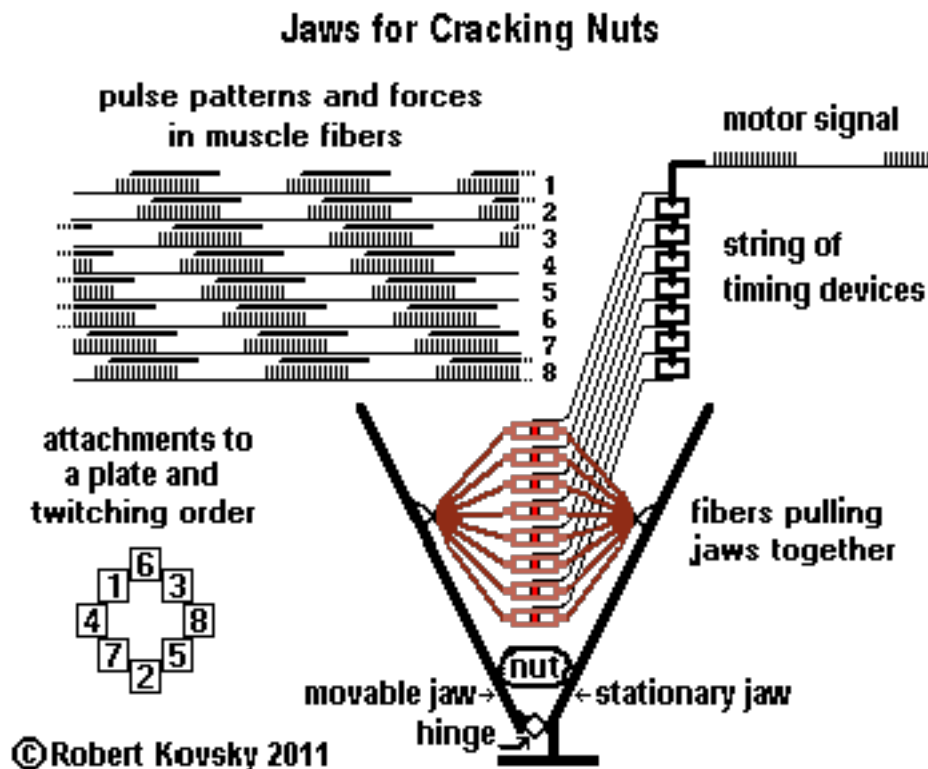 Jaws for Cracking Nuts
pulse patterns and forces
in muscle fibers
motor signal
1
2
3
4
5
6
7
8
string of
timing devices
attachments to
a plate and
twitching order
6
1 3
4 8
7 5
2
fibers pulling
jaws together
nut
movable jaw
stationary jaw
hinge
©Robert Kovsky 2011